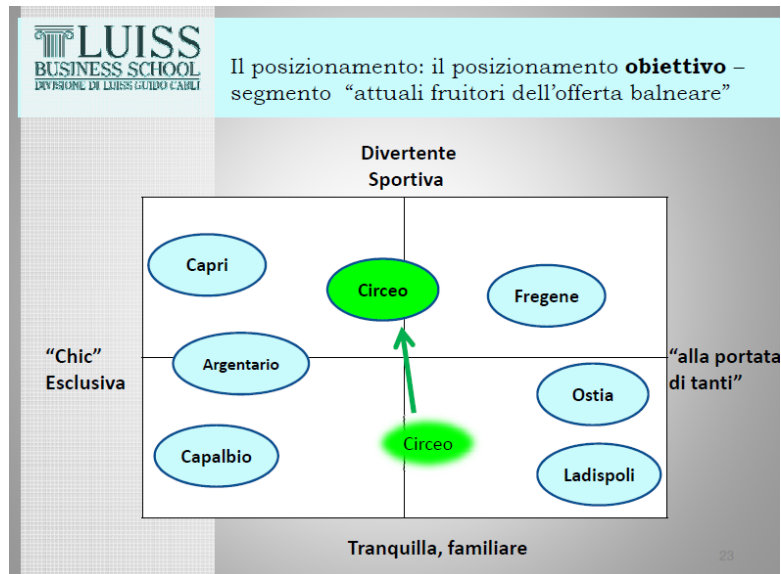 LUISS
BUSINESS SCHOOL
DIVISIONE DI LUISS GUIDO CARLI
Il posizionamento: il posizionamento obiettivo –
segmento “attuali fruitori dell’offerta balneare”
Divertente
Sportiva
Capri
Circeo
Fregene
“Chic”
Esclusiva
Argentario
“alla portata
di tanti”
Ostia
Circeo
Capalbio
Ladispoli
Tranquilla, familiare
23